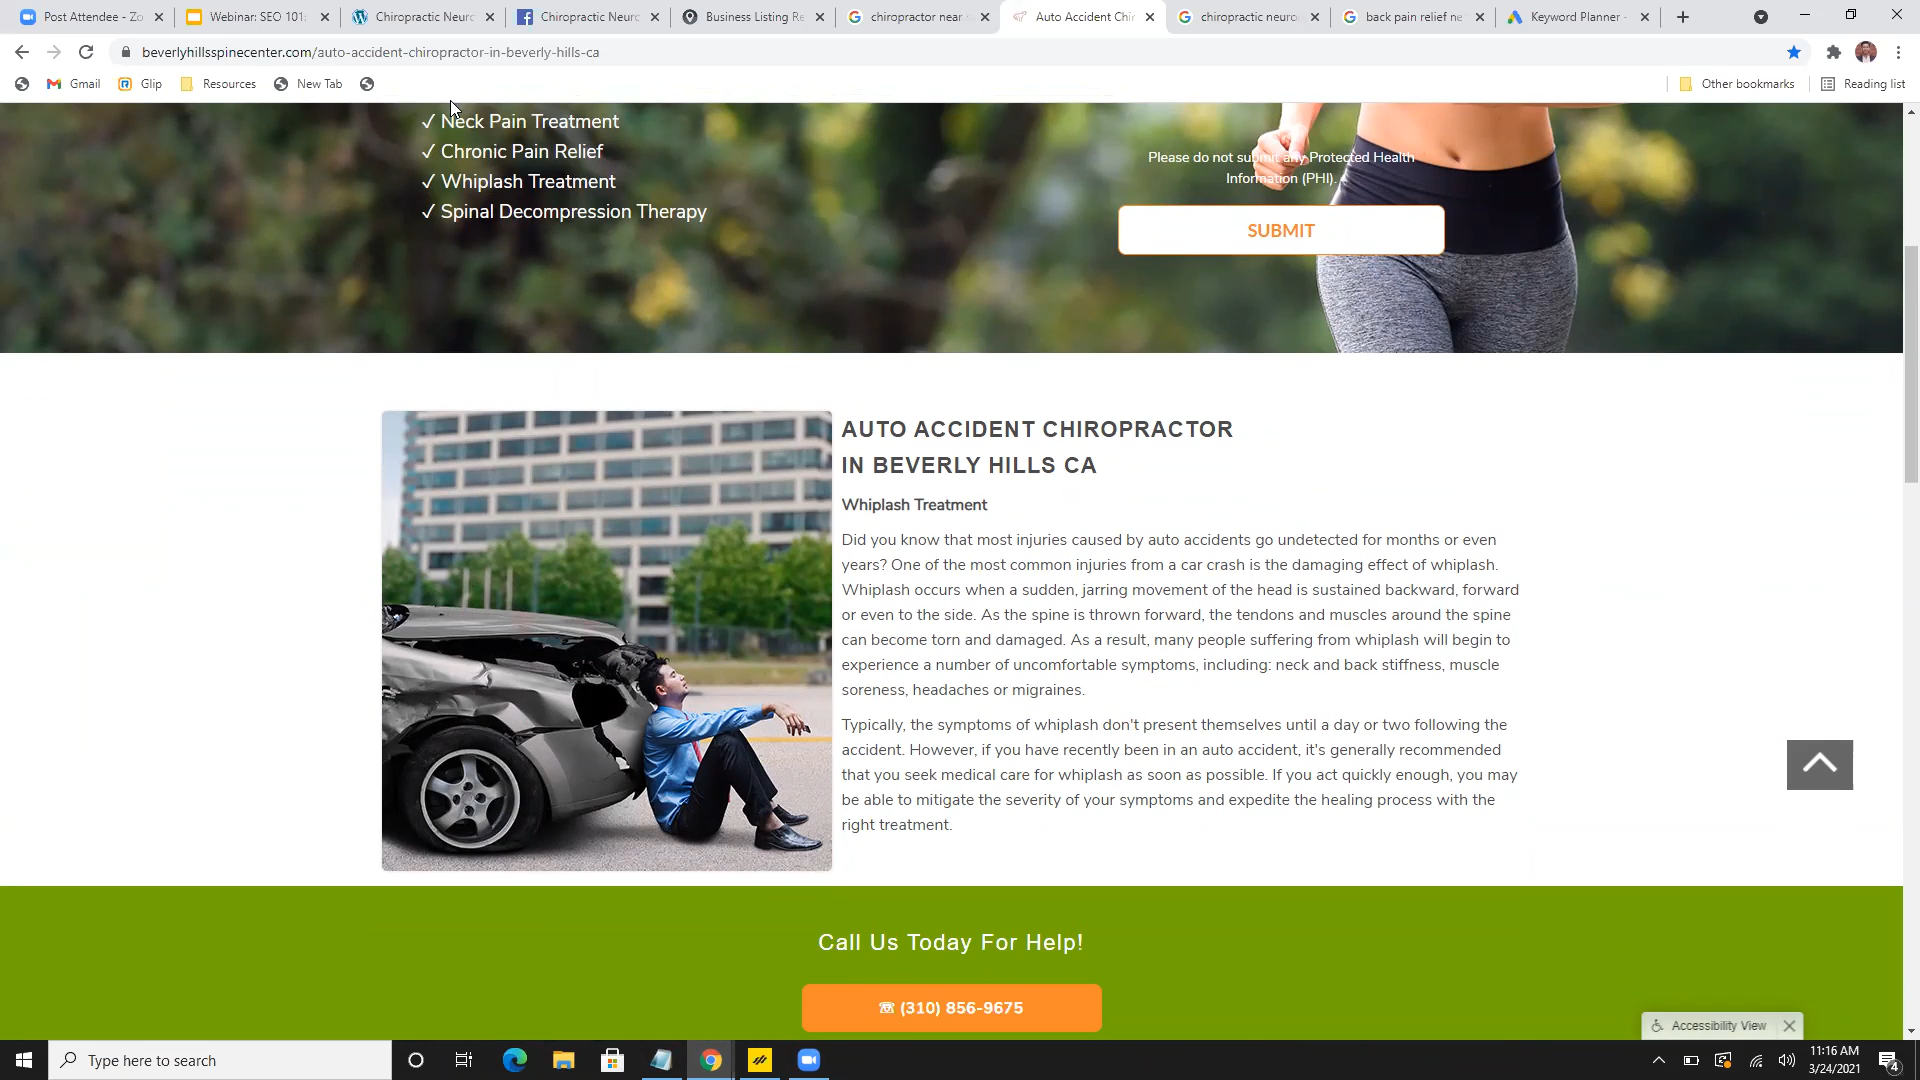 Post Attendee - Zo
Webinar: SEO 101:
Chiropractic Neuro
Chiropractic Neuro
Business Listing Re
chiropractor near
Auto Accident Chir
chiropractic neuro
back pain relief ne
Keyword Planner -
beverlyhillsspinecenter.com/auto-accident-chiropractor-in-beverly-hills-ca
Gmail
Glip
Resources
New Tab
Other bookmarks
Reading list
✓ Neck Pain Treatment
✓ Chronic Pain Relief
✓ Whiplash Treatment
✓ Spinal Decompression Therapy
Please do not submit any Protected Health
Information (PHI).
SUBMIT
AUTO ACCIDENT CHIROPRACTOR
IN BEVERLY HILLS CA
Whiplash Treatment
Did you know that most injuries caused by auto accidents go undetected for months or even
years? One of the most common injuries from a car crash is the damaging effect of whiplash.
Whiplash occurs when a sudden, jarring movement of the head is sustained backward, forward
or even to the side. As the spine is thrown forward, the tendons and muscles around the spine
can become torn and damaged. As a result, many people suffering from whiplash will begin to
experience a number of uncomfortable symptoms, including: neck and back stiffness, muscle
soreness, headaches or migraines.
Typically, the symptoms of whiplash don't present themselves until a day or two following the
accident. However, if you have recently been in an auto accident, it's generally recommended
that you seek medical care for whiplash as soon as possible. If you act quickly enough, you may
be able to mitigate the severity of your symptoms and expedite the healing process with the
right treatment.
Call Us Today For Help!
☏ (310) 856-9675
Accessibility View
Type here to search
11:16 AM
3/24/2021
4